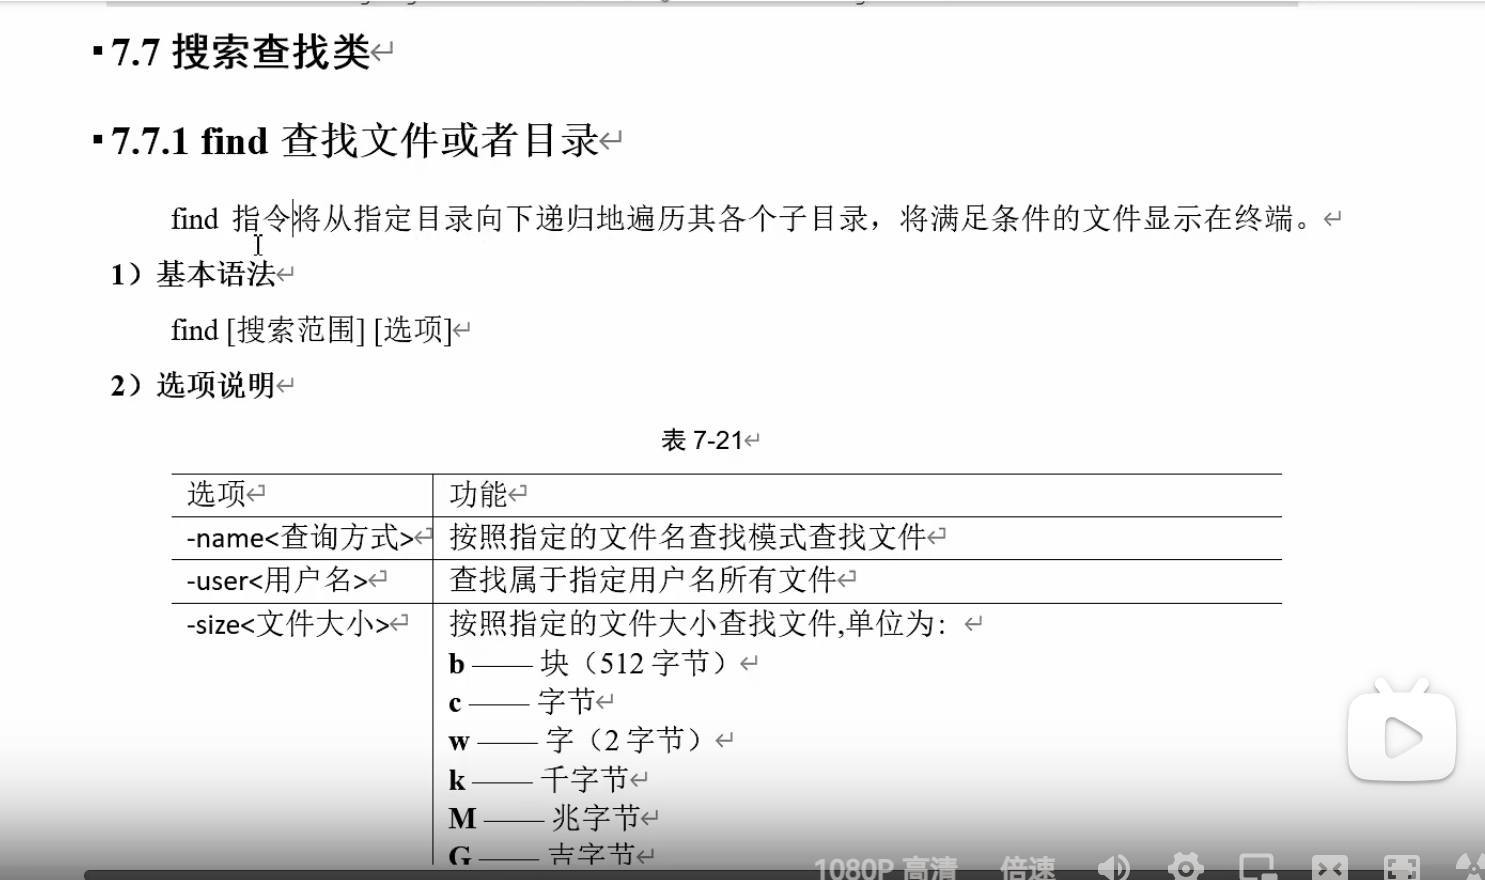 7.7 搜索查找类
7.7.1 find 查找文件或者目录
find 指令将从指定目录向下递归地遍历其各个子目录，将满足条件的文件显示在终端。
1）基本语法
find [搜索范围] [选项]
2）选项说明
表 7-21
选项 功能
-name<查询方式> 按照指定的文件名查找模式查找文件
-user<用户名> 查找属于指定用户名所有文件
-size<文件大小> 按照指定的文件大小查找文件,单位为：
b —— 块（512 字节）
c —— 字节
w —— 字（2 字节）
k —— 千字节
M —— 兆字节
G —— 吉字节
1080P 高清 倍速